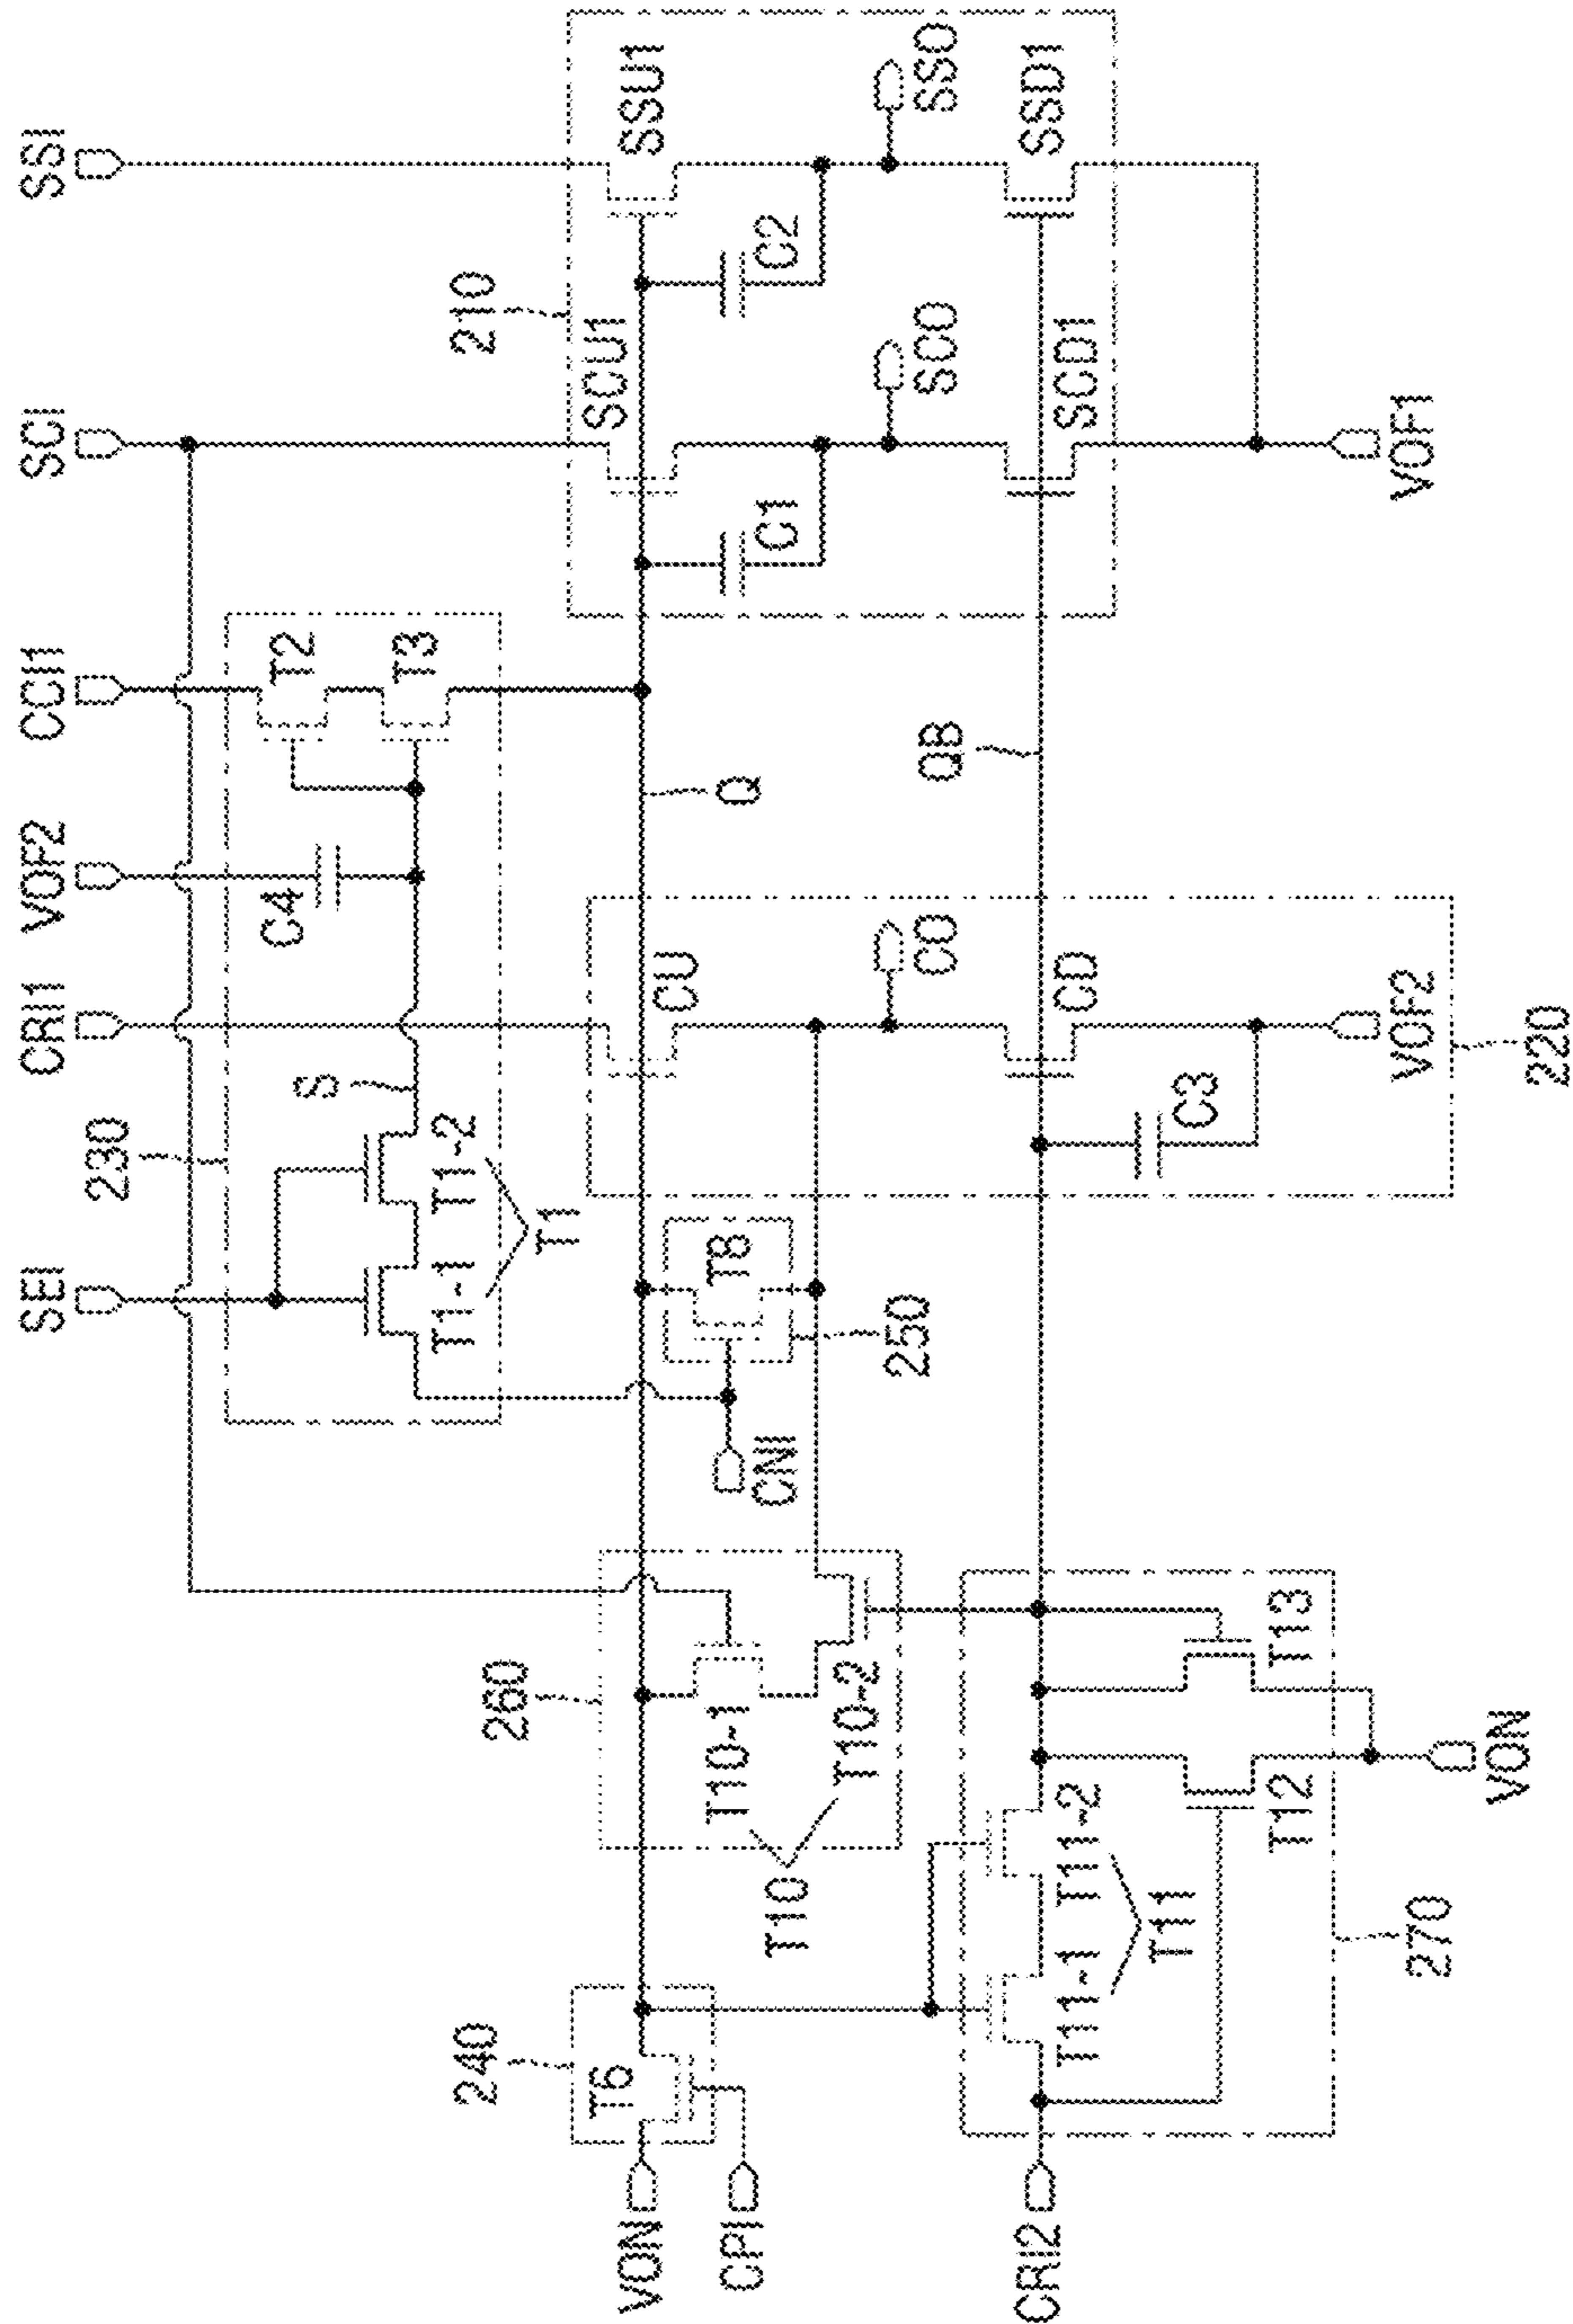 SEI
CRI1
VOF2
CCI1
SCI
SSI
230
S
C4
T2
T3
T1-1
T1-2
T1
210
SCU1
SSU1
240
260
VON
T6
CPI
T10-1
T10-2
T10
CNI
T8
250
Q
CU
CO
C1
C2
SCO
SSO
QB
CD
SCD1
SSD1
CRI2
T11-1
T11-2
T11
T12
T13
C3
270
VON
VOF2
VOF1
220